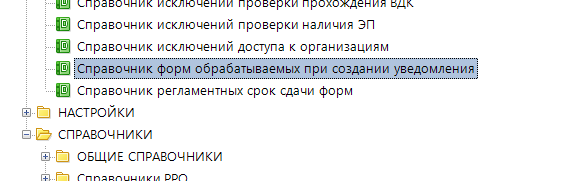 Справочник исключений проверки прохождения ВДК
Справочник исключений проверки наличия ЭП
Справочник исключений доступа к организациям
Справочник форм обрабатываемых при создании уведомления
Справочник регламентных срок сдачи форм
НАСТРОЙКИ
СПРАВОЧНИКИ
ОБЩИЕ СПРАВОЧНИКИ
Справочники РРО